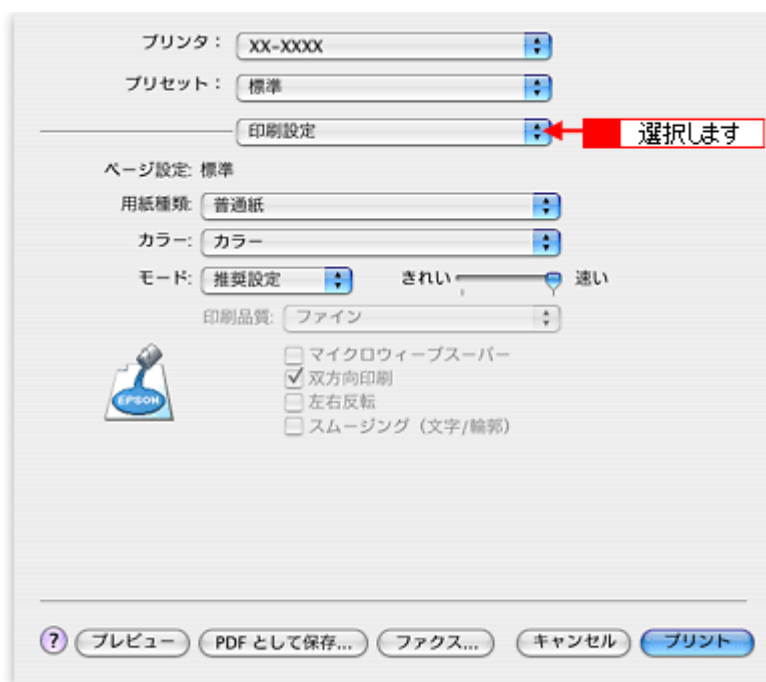 プリンタ： XX-XXXX
プリセット： 標準
印刷設定 選択します
ページ設定: 標準
用紙種類: 普通紙
カラー: カラー
モード: 推奨設定 きれい 速い
印刷品質: ファイン
マイクロウィーブスーパー
双方向印刷
左右反転
スムージング（文字/輪郭）
EPSON
? プレビュー PDF として保存... ファクス... キャンセル プリント